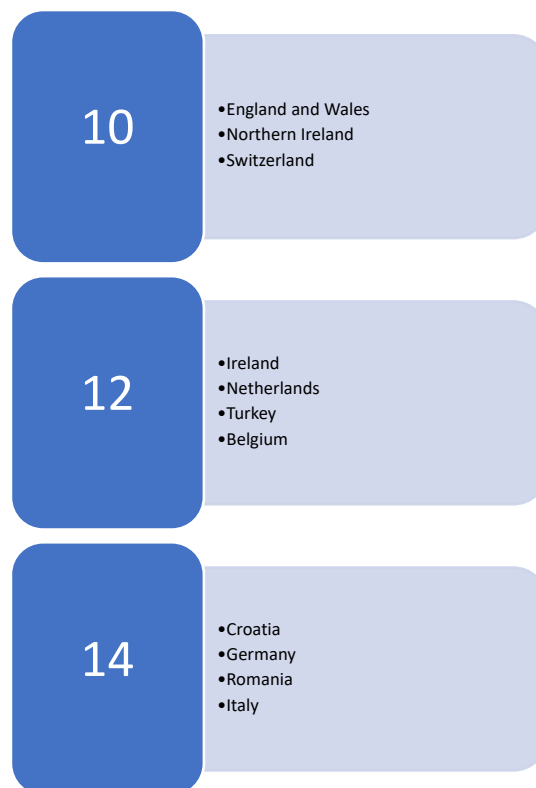 10
•England and Wales
•Northern Ireland
•Switzerland
12
•Ireland
•Netherlands
•Turkey
•Belgium
14
•Croatia
•Germany
•Romania
•Italy